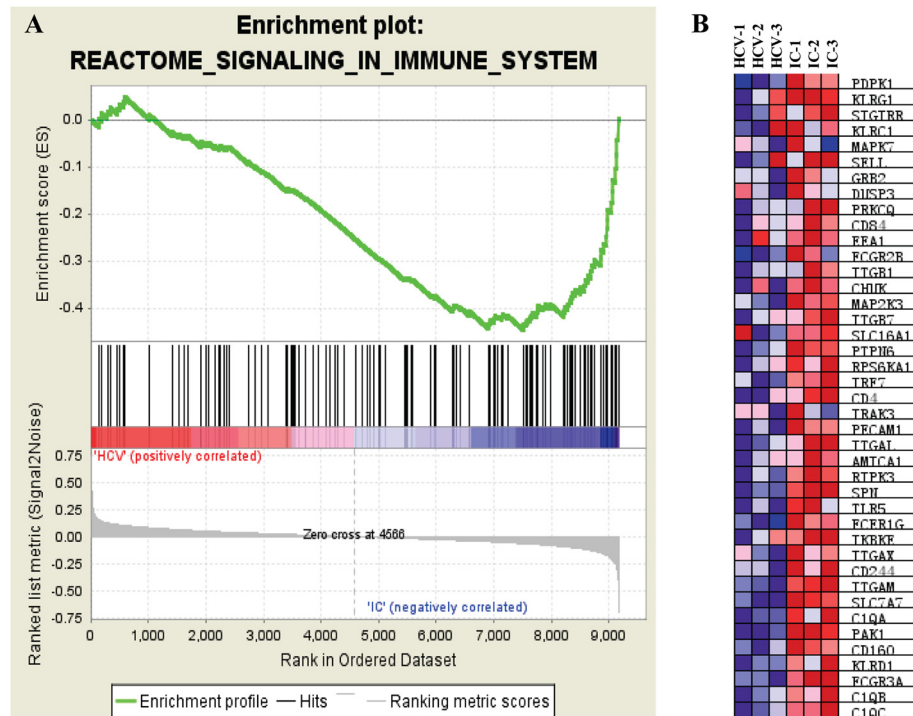 A
Enrichment plot:
REACTOME_SIGNALING_IN_IMMUNE_SYSTEM
Enrichment score (ES)
0.0
-0.1
-0.2
-0.3
-0.4
Ranked list metric (Signal2Noise)
0.75
0.50
0.25
0.00
-0.25
-0.50
-0.75
'HCV' (positively correlated)
Zero cross at 4566
'IC' (negatively correlated)
0
1,000
2,000
3,000
4,000
5,000
6,000
7,000
8,000
9,000
Rank in Ordered Dataset
Enrichment profile
Hits
Ranking metric scores
B
HCV-1
HCV-2
HCV-3
IC-1
IC-2
IC-3
PDPK1
KLRG1
SIGIRR
KLRC1
MAPK7
SELL
GRB2
DUSP3
PRKCQ
CD84
EEA1
FCGR2B
ITGB1
CHUK
MAP2K3
ITGB7
SLC16A1
PTPN6
RPS6KA1
IRF7
CD4
IRAK3
PECAM1
ITGAL
AMICA1
RIPK3
SPN
TLR5
FCER1G
IKBKE
ITGAX
CD244
ITGAM
SLC7A7
C1QA
PAK1
CD160
KLRD1
FCGR3A
C1QB
C1QC